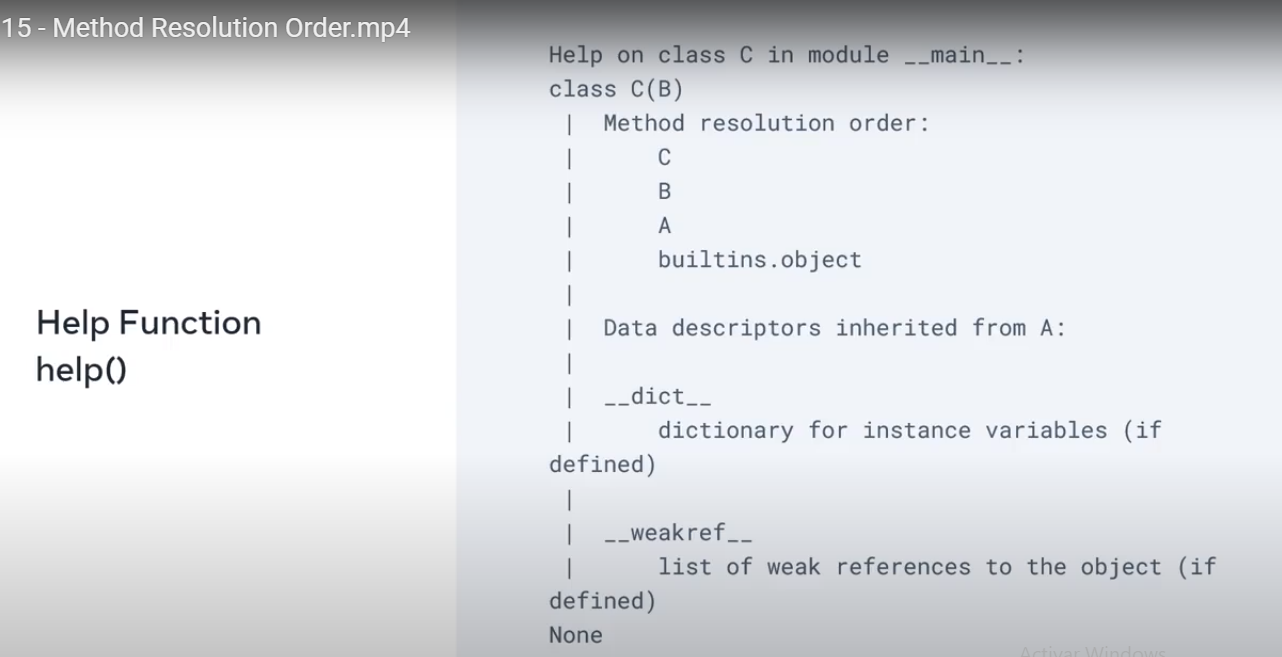 15 - Method Resolution Order.mp4
Help Function
help()
Help on class C in module __main__:
class C(B)
 |  Method resolution order:
 |      C
 |      B
 |      A
 |      builtins.object
 |
 |  Data descriptors inherited from A:
 |
 |  __dict__
 |      dictionary for instance variables (if
defined)
 |
 |  __weakref__
 |      list of weak references to the object (if
defined)
None
Activar Windows